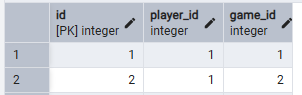 id player_id game_id
[PK] integer integer integer
1 1 1 1
2 2 1 2